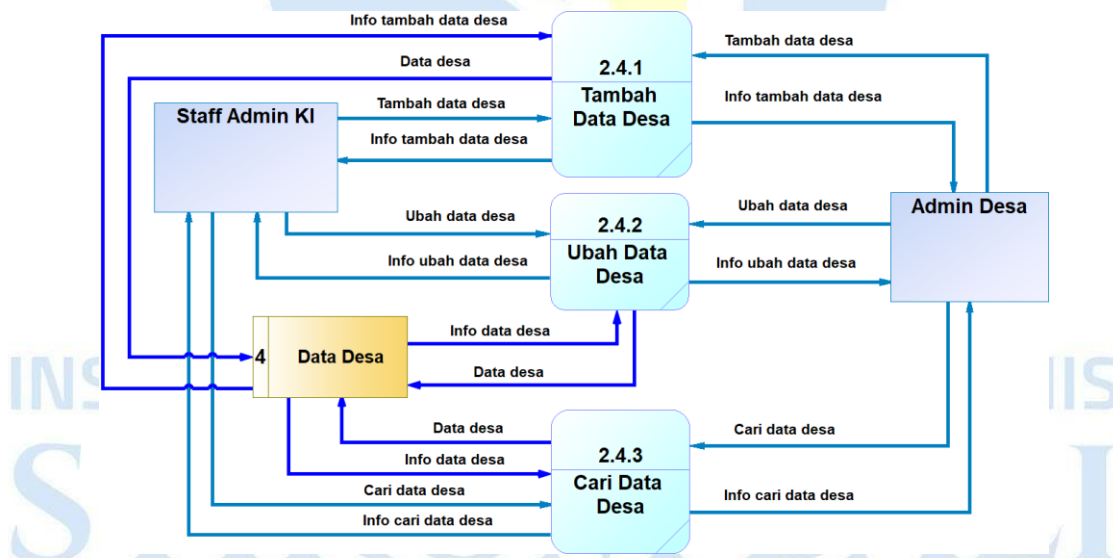 Info tambah data desa
Tambah data desa
Data desa
2.4.1
Tambah
Data Desa
Info tambah data desa
Staff Admin KI
Tambah data desa
Info tambah data desa
Ubah data desa
Ubah data desa
Admin Desa
2.4.2
Ubah Data
Desa
Info ubah data desa
Info ubah data desa
4
Data Desa
Info data desa
Data desa
Data desa
Cari data desa
Info data desa
2.4.3
Cari Data
Desa
Cari data desa
Info cari data desa
Info cari data desa